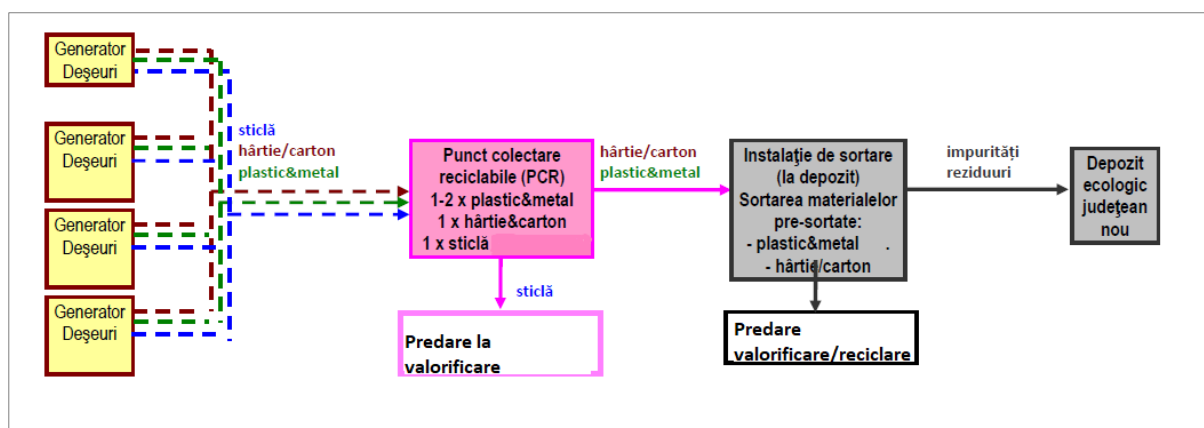 Generator
Deşeuri
Generator
Deşeuri
Generator
Deşeuri
Generator
Deşeuri
sticlă
hârtie/carton
plastic&metal
Punct colectare
reciclabile (PCR)
1-2 x plastic&metal
1 x hârtie&carton
1 x sticlă
hârtie/carton
plastic&metal
Instalaţie de sortare
(la depozit)
Sortarea materialelor
pre-sortate:
- plastic&metal .
- hârtie/carton
impurități
reziduuri
Depozit
ecologic
judeţean
nou
sticlă
Predare la
valorificare
Predare
valorificare/reciclare